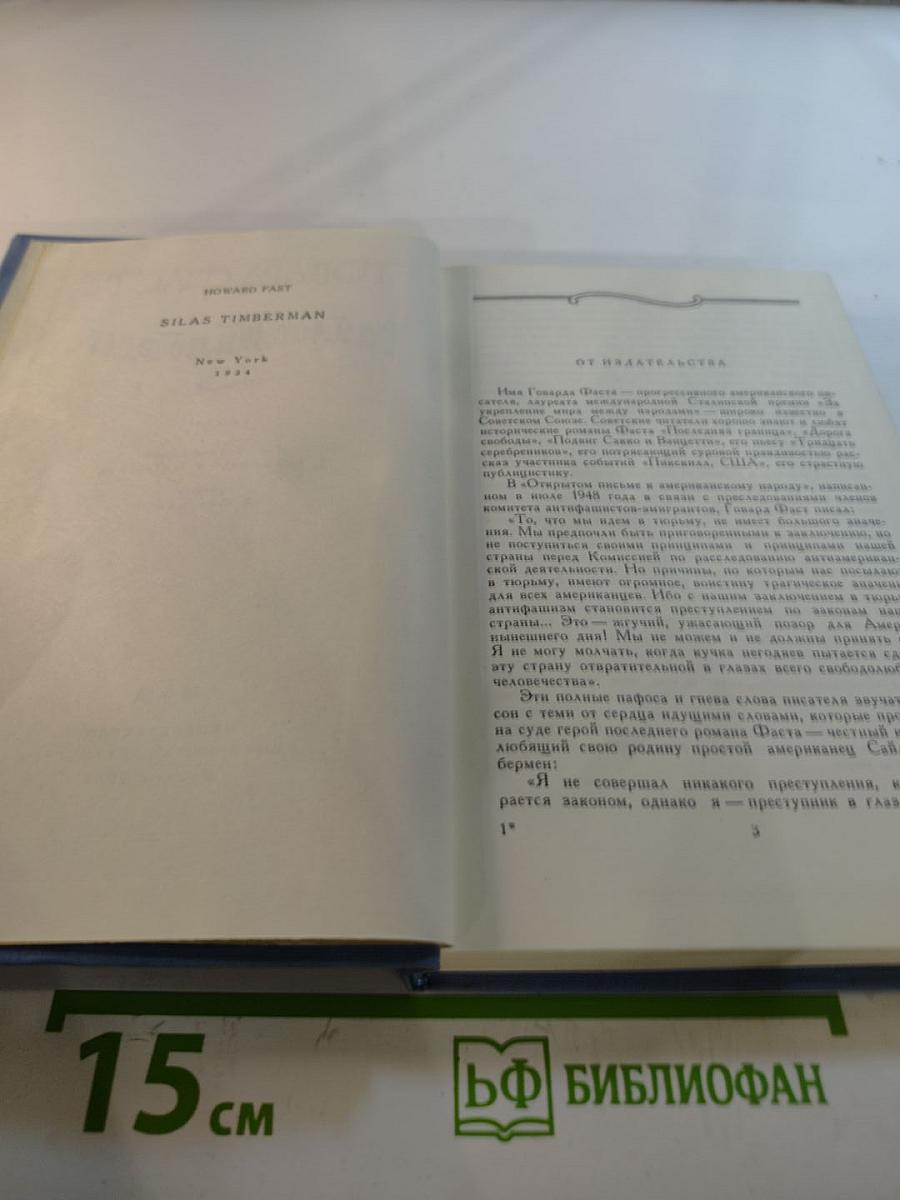 HOWARD FAST
SILAS TIMBERMAN
New York
1954
ОТ ИЗДАТЕЛЬСТВА
Имя Говарда Фаста — прогрессивного американского пи-
сателя, лауреата международной Сталинской премии «За
укрепление мира между народами» — широко известно в
Советском Союзе. Советские читатели хорошо знают и любят
исторические романы Фаста «Последняя граница», «Дорога
свободы», «Подвиг Сакко и Ванцетти», его пьесу «Тридцать
серебреников», его потрясающий суровой правдивостью рас-
сказ участника событий «Пикскилл, США», его страстную
публицистику.
В «Открытом письме к американскому народу», написан-
ном в июле 1948 года в связи с преследованиями членов
комитета антифашистов-эмигрантов, Говард Фаст писал:
«То, что мы идем в тюрьму, не имеет большого значе-
ния. Мы предпочли быть приговоренными к заключению, но
не поступиться своими принципами и принципами нашей
страны перед Комиссией по расследованию антиамерикан-
ской деятельности. Но причины, по которым нас посылаю
в тюрьму, имеют огромное, воистину трагическое значени
для всех американцев. Ибо с нашим заключением в тюрь
антифашизм становится преступлением по законам на
страны... Это — жгучий, ужасающий позор для Амер
нынешнего дня! Мы не можем и не должны принять
Я не могу молчать, когда кучка негодяев пытается сд
эту страну отвратительной в глазах всего свободолюб
человечества».
Эти полные пафоса и гнева слова писателя звучат
сон с теми от сердца идущими словами, которые про
на суде герой последнего романа Фаста — честный и
любящий свою родину простой американец Сай
бермен:
«Я не совершал никакого преступления, к
рается законом, однако я — преступник в глаз
1*
3
15 см
БФ БИБЛИОФАН